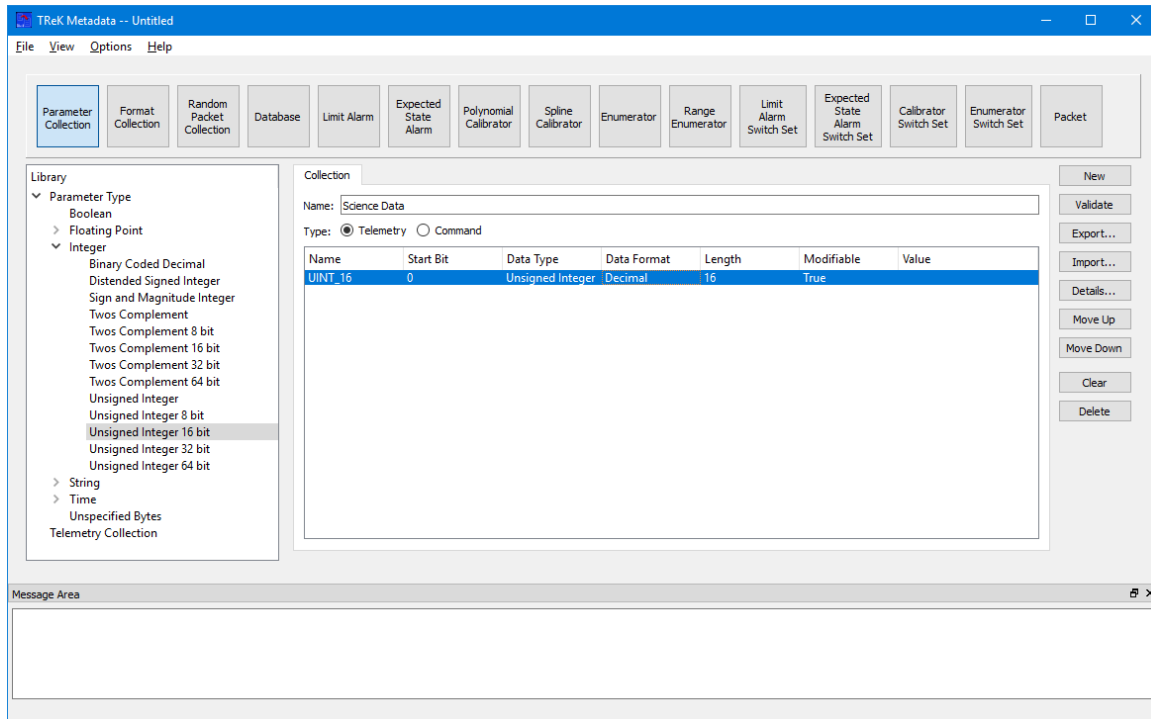 TReK Metadata -- Untitled
File View Options Help
Parameter Collection
Format Collection
Random Packet Collection
Database
Limit Alarm
Expected State Alarm
Polynomial Calibrator
Spline Calibrator
Enumerator
Range Enumerator
Limit Alarm Switch Set
Expected State Alarm Switch Set
Calibrator Switch Set
Enumerator Switch Set
Packet
Library
Parameter Type
Boolean
Floating Point
Integer
Binary Coded Decimal
Distended Signed Integer
Sign and Magnitude Integer
Twos Complement
Twos Complement 8 bit
Twos Complement 16 bit
Twos Complement 32 bit
Twos Complement 64 bit
Unsigned Integer
Unsigned Integer 8 bit
Unsigned Integer 16 bit
Unsigned Integer 32 bit
Unsigned Integer 64 bit
String
Time
Unspecified Bytes
Telemetry Collection
Collection
Name: Science Data
Type: Telemetry Command
Name Start Bit Data Type Data Format Length Modifiable Value
UINT_16 0 Unsigned Integer Decimal 16 True
New
Validate
Export...
Import...
Details...
Move Up
Move Down
Clear
Delete
Message Area